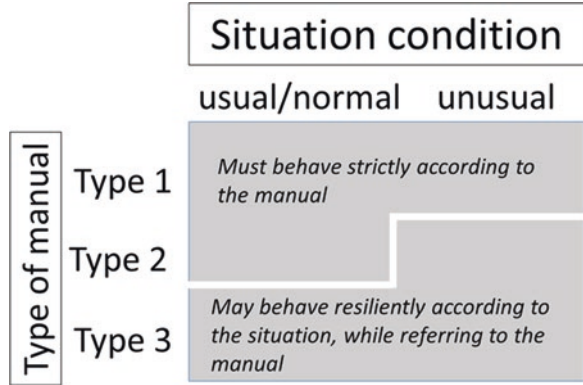 Situation condition
usual/normal
unusual
Type of manual
Type 1
Must behave strictly according to
the manual
Type 2
Type 3
May behave resiliently according to
the situation, while referring to the
manual